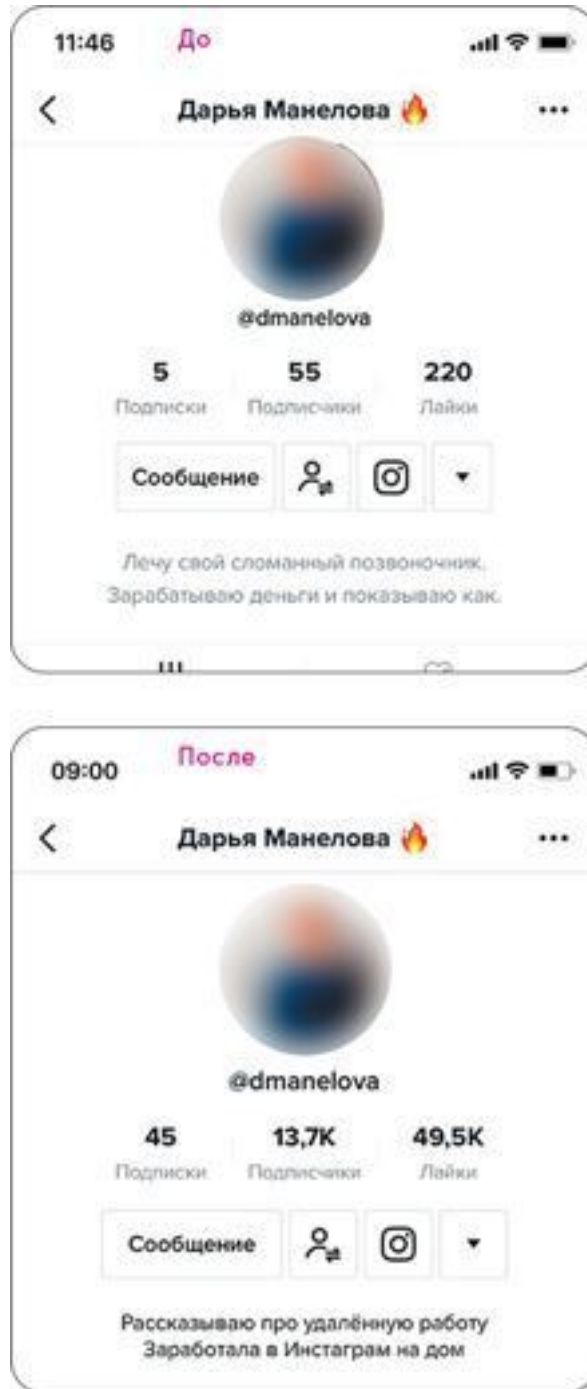 11:46
До
Дарья Манелова 🔥
@dmanelova
5 55 220
Подписки Подписчики Лайки
Сообщение
Лечу свой сломанный позвоночник.
Зарабатываю деньги и показываю как.
09:00
После
Дарья Манелова 🔥
@dmanelova
45 13,7K 49,5K
Подписки Подписчики Лайки
Сообщение
Рассказываю про удалённую работу
Заработала в Инстаграм на дом